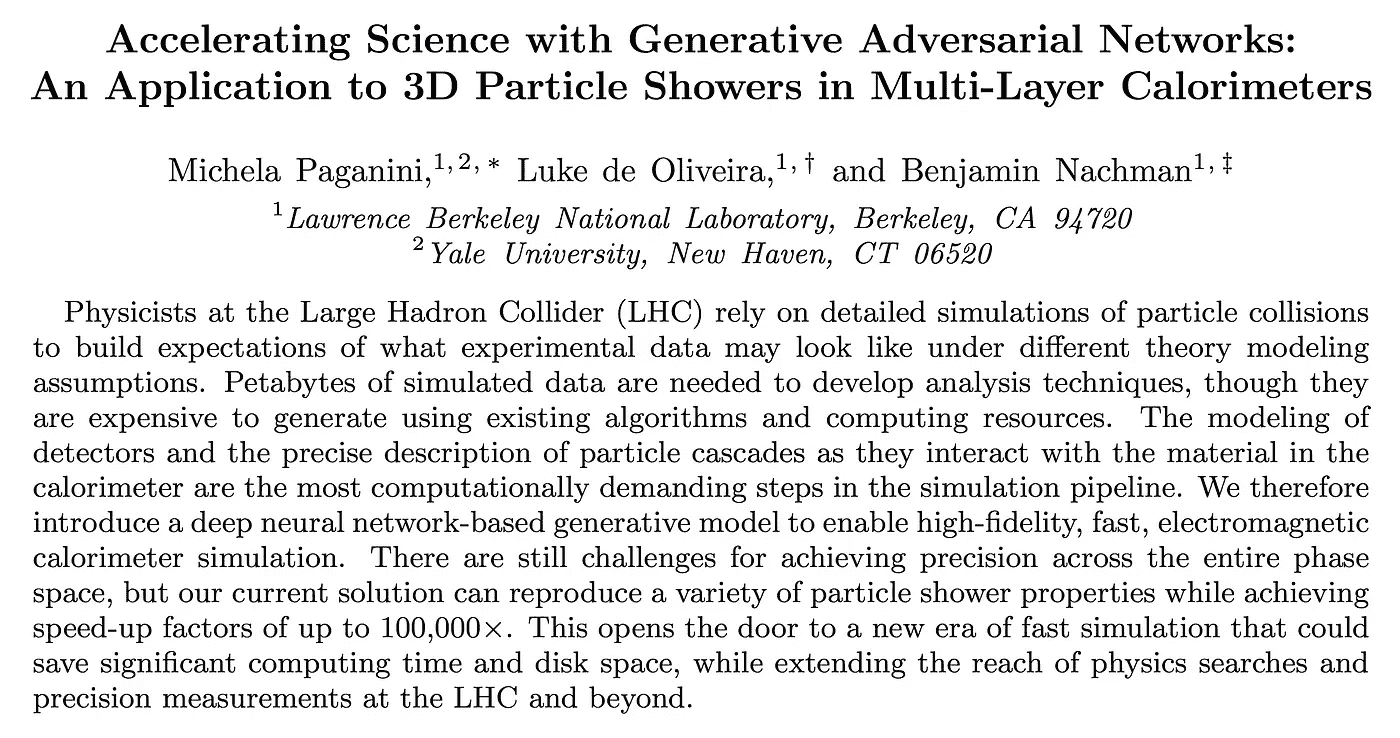 Accelerating Science with Generative Adversarial Networks:
An Application to 3D Particle Showers in Multi-Layer Calorimeters
Michela Paganini,1, 2, * Luke de Oliveira,1, † and Benjamin Nachman1, ‡
1Lawrence Berkeley National Laboratory, Berkeley, CA 94720
2Yale University, New Haven, CT 06520
Physicists at the Large Hadron Collider (LHC) rely on detailed simulations of particle collisions
to build expectations of what experimental data may look like under different theory modeling
assumptions. Petabytes of simulated data are needed to develop analysis techniques, though they
are expensive to generate using existing algorithms and computing resources. The modeling of
detectors and the precise description of particle cascades as they interact with the material in the
calorimeter are the most computationally demanding steps in the simulation pipeline. We therefore
introduce a deep neural network-based generative model to enable high-fidelity, fast, electromagnetic
calorimeter simulation. There are still challenges for achieving precision across the entire phase
space, but our current solution can reproduce a variety of particle shower properties while achieving
speed-up factors of up to 100,000×. This opens the door to a new era of fast simulation that could
save significant computing time and disk space, while extending the reach of physics searches and
precision measurements at the LHC and beyond.